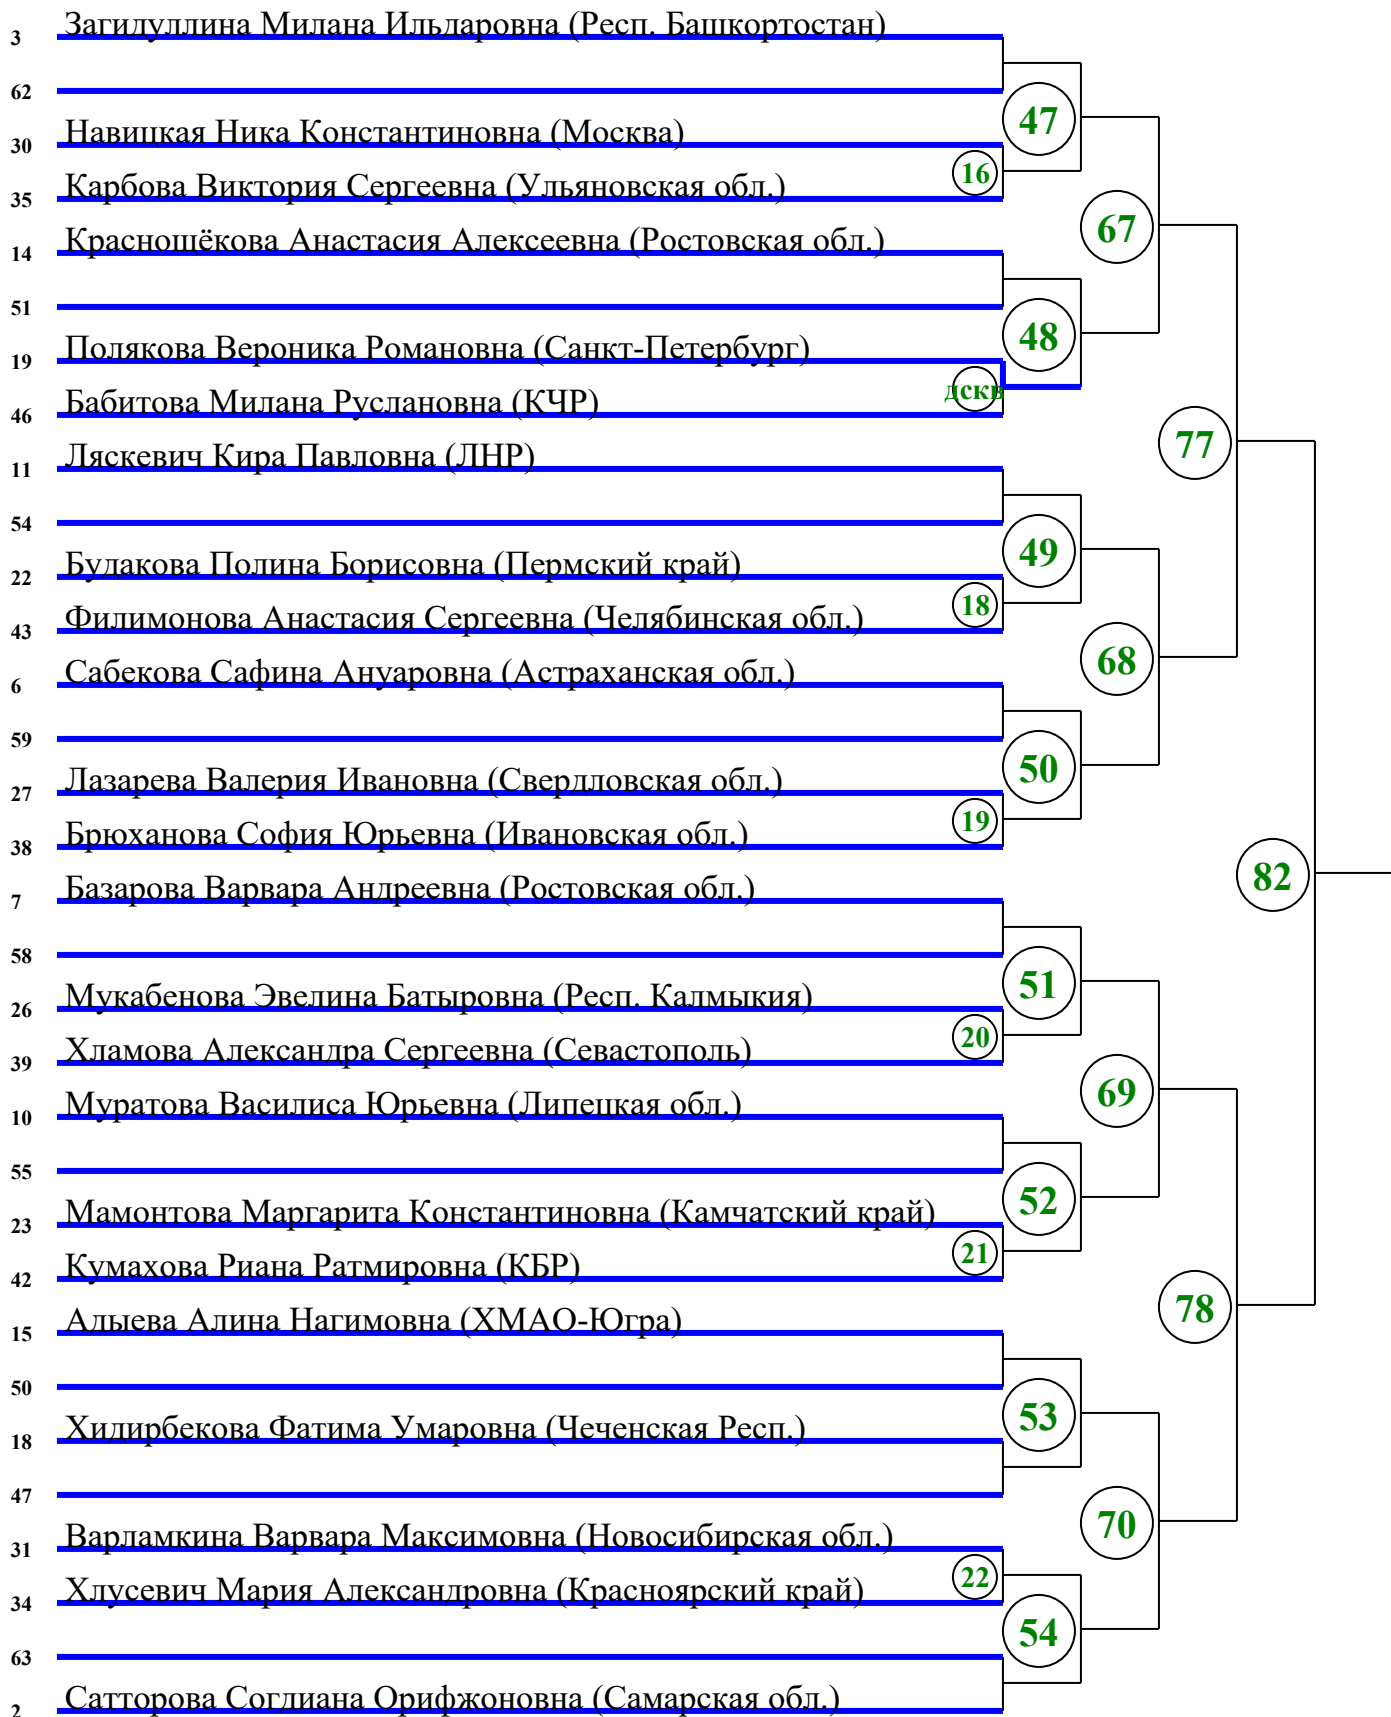 3 Загидуллина Милана Ильдаровна (Респ. Башкортостан)
62
47
30 Навицкая Ника Константиновна (Москва)
16
35 Карбова Виктория Сергеевна (Ульяновская обл.)
67
14 Краснощёкова Анастасия Алексеевна (Ростовская обл.)
51
48
19 Полякова Вероника Романовна (Санкт-Петербург)
дскв
46 Бабитова Милана Руслановна (КЧР)
77
11 Ляскевич Кира Павловна (ЛНР)
54
49
22 Будакова Полина Борисовна (Пермский край)
18
43 Филимонова Анастасия Сергеевна (Челябинская обл.)
68
6 Сабекова Сафина Ануаровна (Астраханская обл.)
59
50
27 Лазарева Валерия Ивановна (Свердловская обл.)
19
38 Брюханова София Юрьевна (Ивановская обл.)
82
7 Базарова Варвара Андреевна (Ростовская обл.)
58
51
26 Мукабенова Эвелина Батыровна (Респ. Калмыкия)
20
39 Хламова Александра Сергеевна (Севастополь)
69
10 Муратова Василиса Юрьевна (Липецкая обл.)
55
52
23 Мамонтова Маргарита Константиновна (Камчатский край)
21
42 Кумахова Риана Ратмировна (КБР)
78
15 Адыева Алина Нагимовна (ХМАО-Югра)
50
53
18 Хидирбекова Фатима Умаровна (Чеченская Респ.)
47
70
31 Варламкина Варвара Максимовна (Новосибирская обл.)
22
34 Хлусевич Мария Александровна (Красноярский край)
54
63
2 Сатторова Согдиана Орифжоновна (Самарская обл.)